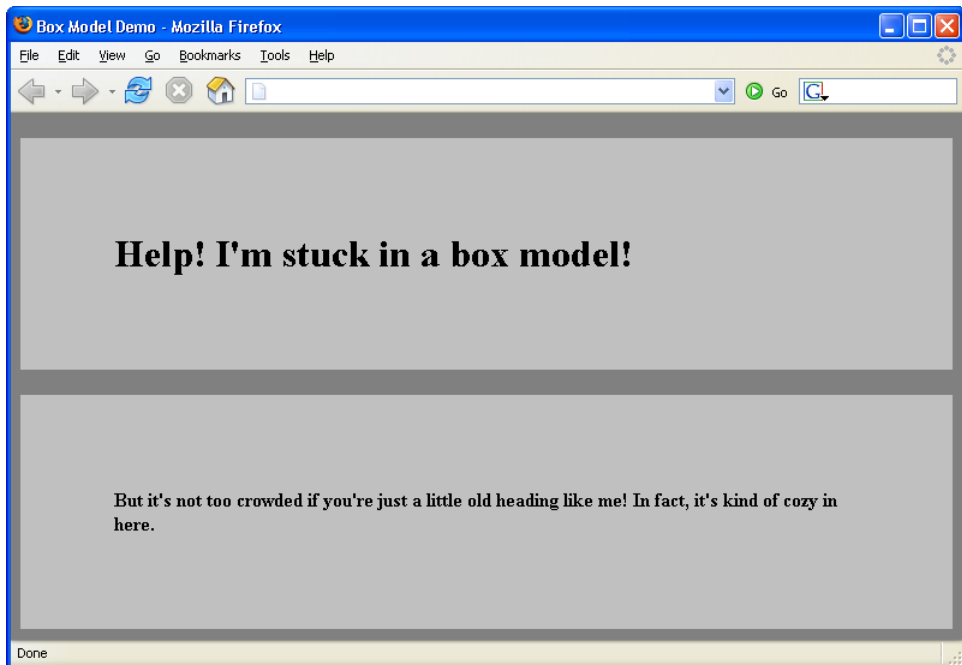 Box Model Demo - Mozilla Firefox
File Edit View Go Bookmarks Tools Help
Go G
Help! I'm stuck in a box model!
But it's not too crowded if you're just a little old heading like me! In fact, it's kind of cozy in
here.
Done